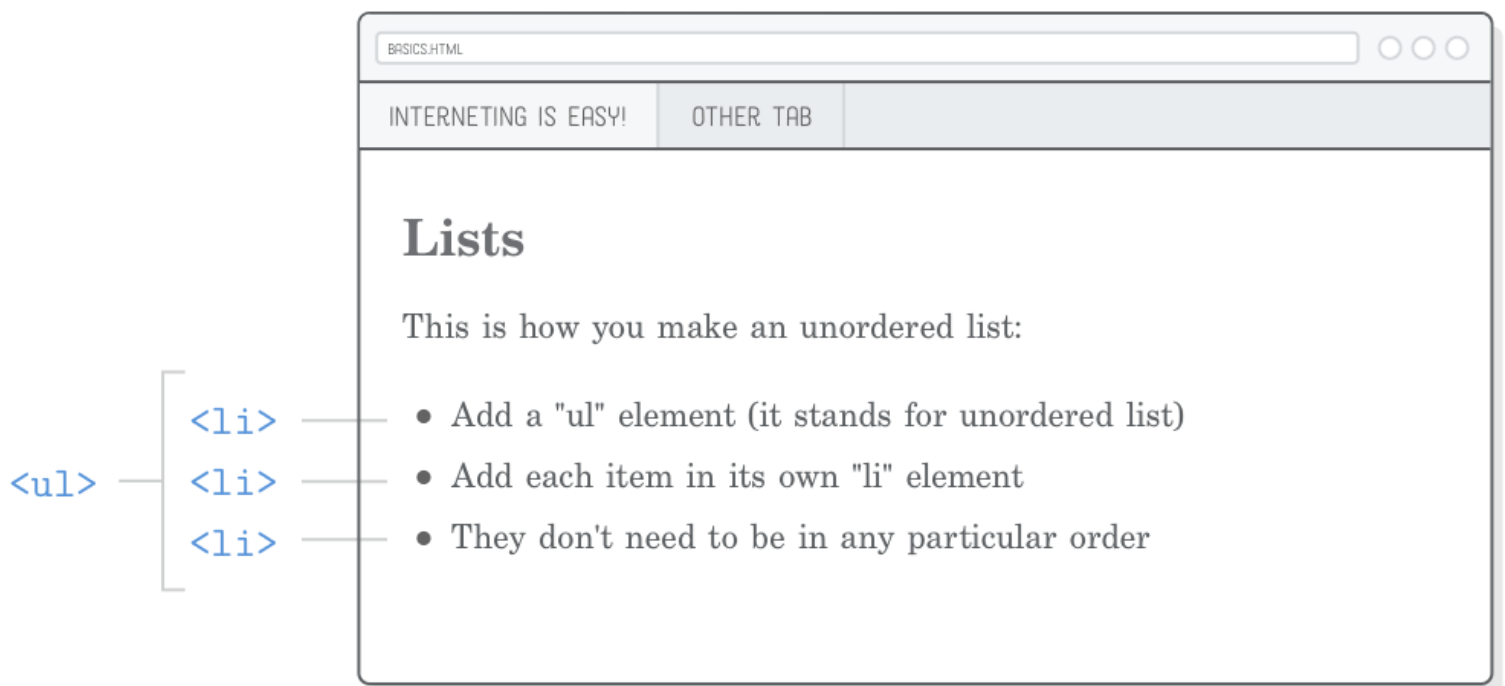 BASICS.HTML
INTERNETING IS EASY! OTHER TAB
Lists
This is how you make an unordered list:
<ul>
<li> ● Add a "ul" element (it stands for unordered list)
<li> ● Add each item in its own "li" element
<li> ● They don't need to be in any particular order